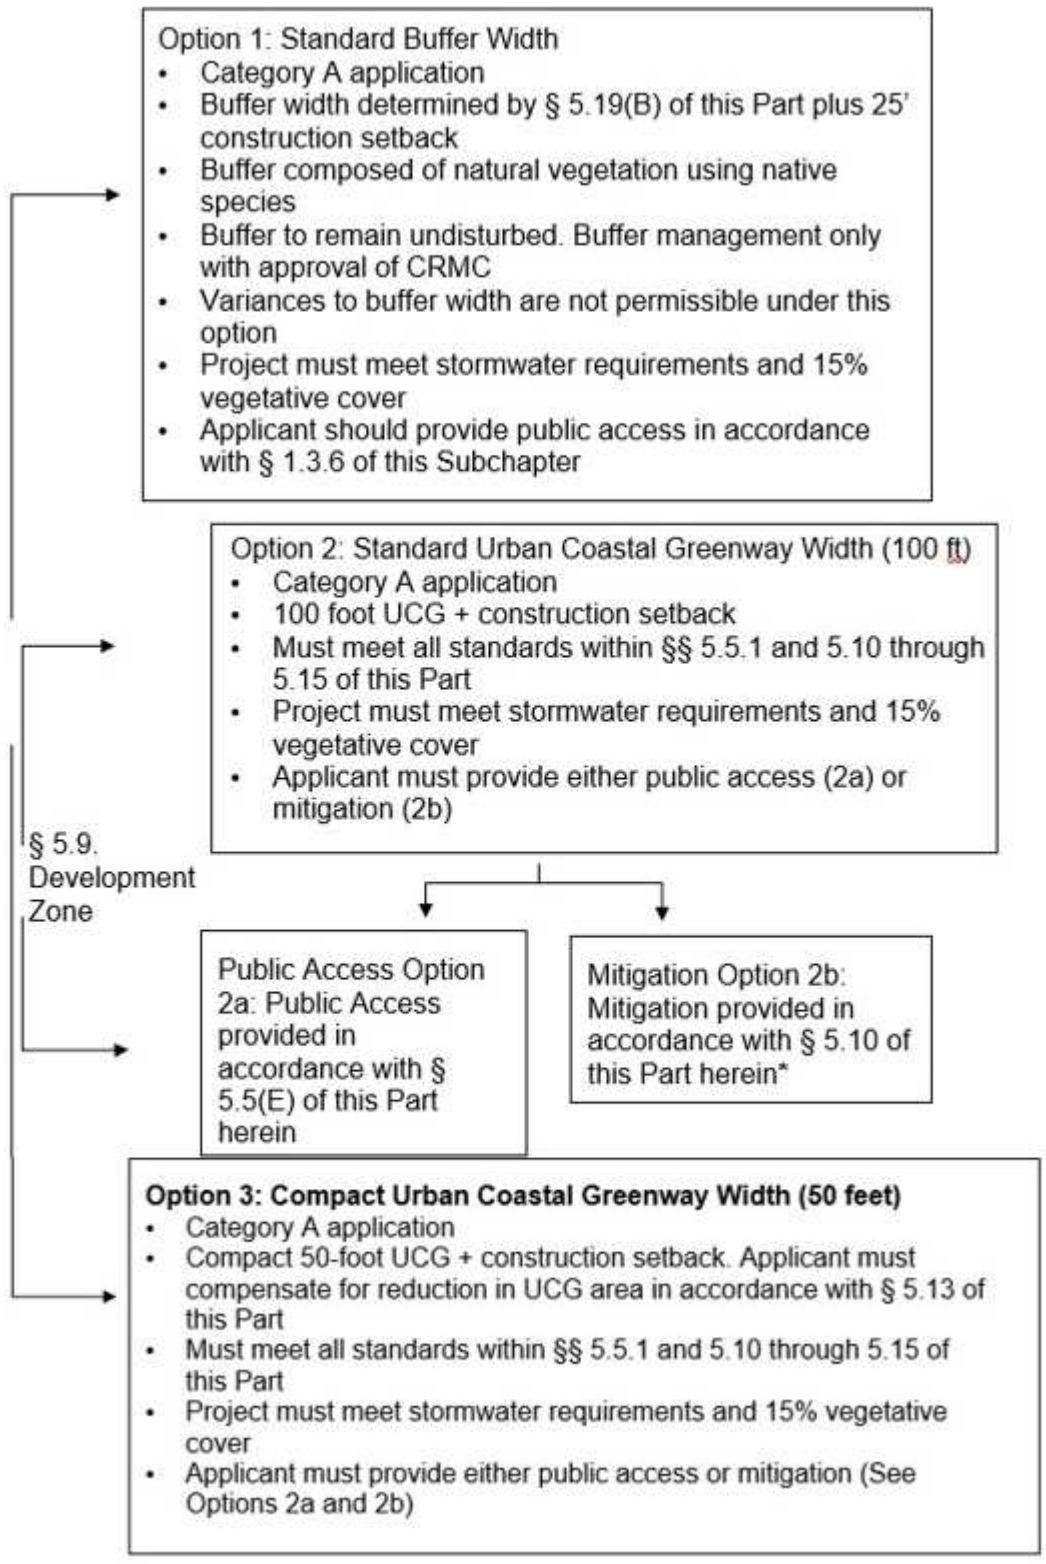 Option 1: Standard Buffer Width
• Category A application
• Buffer width determined by § 5.19(B) of this Part plus 25’
construction setback
• Buffer composed of natural vegetation using native
species
• Buffer to remain undisturbed. Buffer management only
with approval of CRMC
• Variances to buffer width are not permissible under this
option
• Project must meet stormwater requirements and 15%
vegetative cover
• Applicant should provide public access in accordance
with § 1.3.6 of this Subchapter
Option 2: Standard Urban Coastal Greenway Width (100 ft)
• Category A application
• 100 foot UCG + construction setback
• Must meet all standards within §§ 5.5.1 and 5.10 through
5.15 of this Part
• Project must meet stormwater requirements and 15%
vegetative cover
• Applicant must provide either public access (2a) or
mitigation (2b)
§ 5.9.
Development
Zone
Public Access Option
2a: Public Access
provided in
accordance with §
5.5(E) of this Part
herein
Mitigation Option 2b:
Mitigation provided in
accordance with § 5.10 of
this Part herein*
Option 3: Compact Urban Coastal Greenway Width (50 feet)
• Category A application
• Compact 50-foot UCG + construction setback. Applicant must
compensate for reduction in UCG area in accordance with § 5.13 of
this Part
• Must meet all standards within §§ 5.5.1 and 5.10 through 5.15 of
this Part
• Project must meet stormwater requirements and 15% vegetative
cover
• Applicant must provide either public access or mitigation (See
Options 2a and 2b)